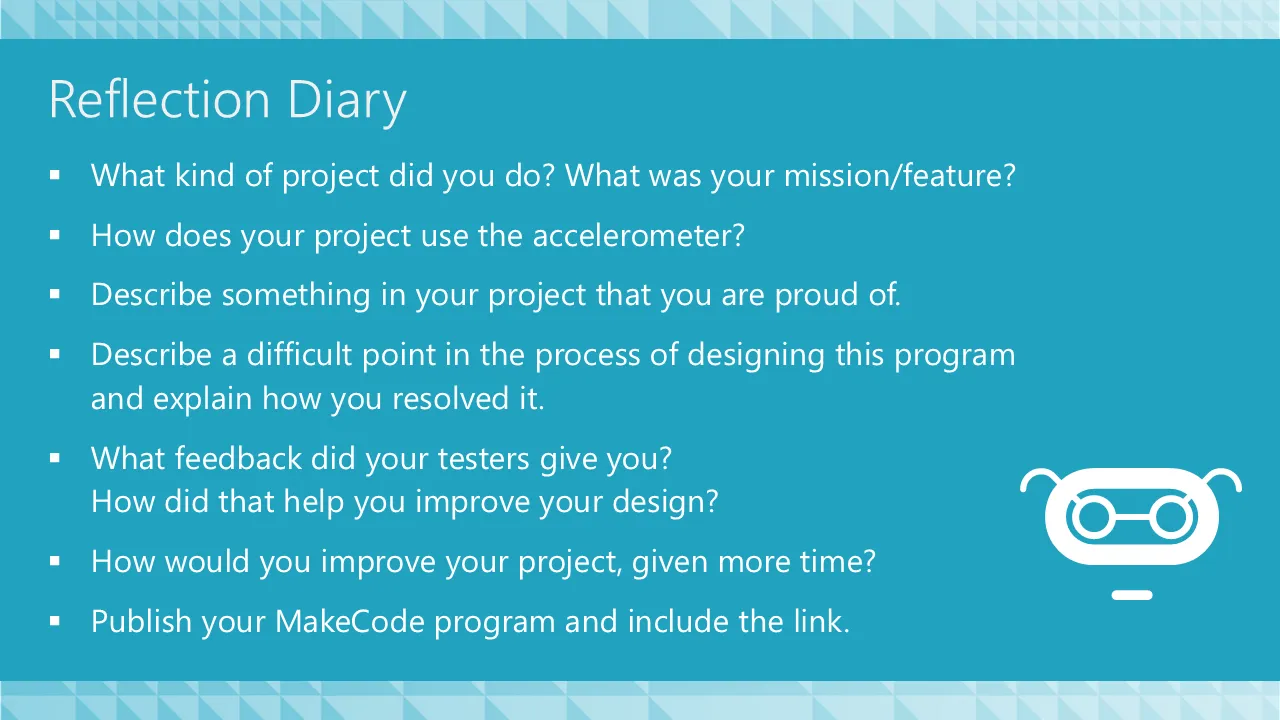 Reflection Diary
▪ What kind of project did you do? What was your mission/feature?
▪ How does your project use the accelerometer?
▪ Describe something in your project that you are proud of.
▪ Describe a difficult point in the process of designing this program
and explain how you resolved it.
▪ What feedback did your testers give you?
How did that help you improve your design?
▪ How would you improve your project, given more time?
▪ Publish your MakeCode program and include the link.